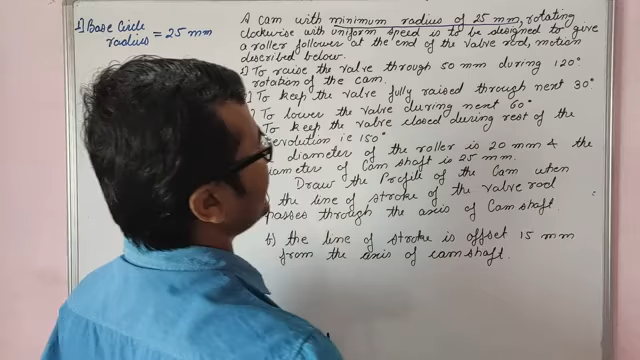 1) Base Circle
radius = 25 mm
A cam with minimum radius of 25 mm, rotating
clockwise with uniform speed is to be designed to give
a roller follower at the end of the valve rod, motion
described below.
1) To raise the valve through 50 mm during 120°
rotation of the cam.
To keep the valve fully raised through next 30°
To lower the valve during next 60°
To keep the valve closed during rest of the
revolution ie 150°
diameter of the roller is 20 mm & the
diameter of Cam shaft is 25 mm.
Draw the Profile of the Cam when
the line of stroke of the valve rod
passes through the axis of Cam shaft
b) the line of stroke is offset 15 mm
from the axis of camshaft.